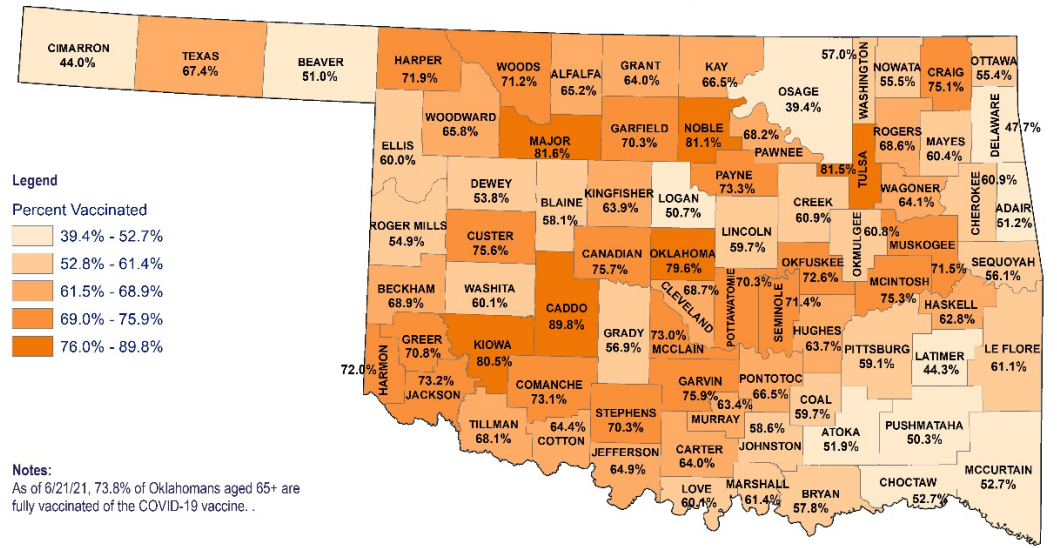 CIMARRON
44.0%
TEXAS
67.4%
BEAVER
51.0%
HARPER
71.9%
WOODS
71.2%
ALFALFA
65.2%
GRANT
64.0%
KAY
66.5%
OSAGE
39.4%
57.0%
WASHINGTON
NOWATA
55.5%
CRAIG
75.1%
OTTAWA
55.4%
DELAWARE
47.7%
ELLIS
60.0%
WOODWARD
65.8%
MAJOR
81.6%
GARFIELD
70.3%
NOBLE
81.1%
68.2%
PAWNEE
81.5%
TULSA
ROGERS
68.6%
MAYES
60.4%
DEWEY
53.8%
BLAINE
58.1%
KINGFISHER
63.9%
LOGAN
50.7%
PAYNE
73.3%
CREEK
60.9%
WAGONER
64.1%
CHEROKEE
60.9%
ADAIR
51.2%
ROGER MILLS
54.9%
CUSTER
75.6%
CANADIAN
75.7%
OKLAHOMA
79.6%
LINCOLN
59.7%
OKFUSKEE
72.6%
OKMULGEE
60.8%
MUSKOGEE
71.5%
SEQUOYAH
56.1%
BECKHAM
68.9%
WASHITA
60.1%
CADDO
89.8%
GRADY
56.9%
68.7%
CLEVELAND
70.3%
POTTAWATOMIE
SEMINOLE
71.4%
MCINTOSH
75.3%
HASKELL
62.8%
72.0%
HARMON
GREER
70.8%
KIOWA
80.5%
73.0%
MCCLAIN
HUGHES
63.7%
PITTSBURG
59.1%
LATIMER
44.3%
LE FLORE
61.1%
73.2%
JACKSON
COMANCHE
73.1%
GARVIN
75.9%
PONTOTOC
66.5%
COAL
59.7%
TILLMAN
68.1%
64.4%
COTTON
STEPHENS
70.3%
63.4%
MURRAY
58.6%
JOHNSTON
ATOKA
51.9%
PUSHMATAHA
50.3%
JEFFERSON
64.9%
CARTER
64.0%
MCCURTAIN
52.7%
LOVE
60.1%
MARSHALL
61.4%
BRYAN
57.8%
CHOCTAW
52.7%
Legend
Percent Vaccinated
39.4% - 52.7%
52.8% - 61.4%
61.5% - 68.9%
69.0% - 75.9%
76.0% - 89.8%
Notes:
As of 6/21/21, 73.8% of Oklahomans aged 65+ are
fully vaccinated of the COVID-19 vaccine. .